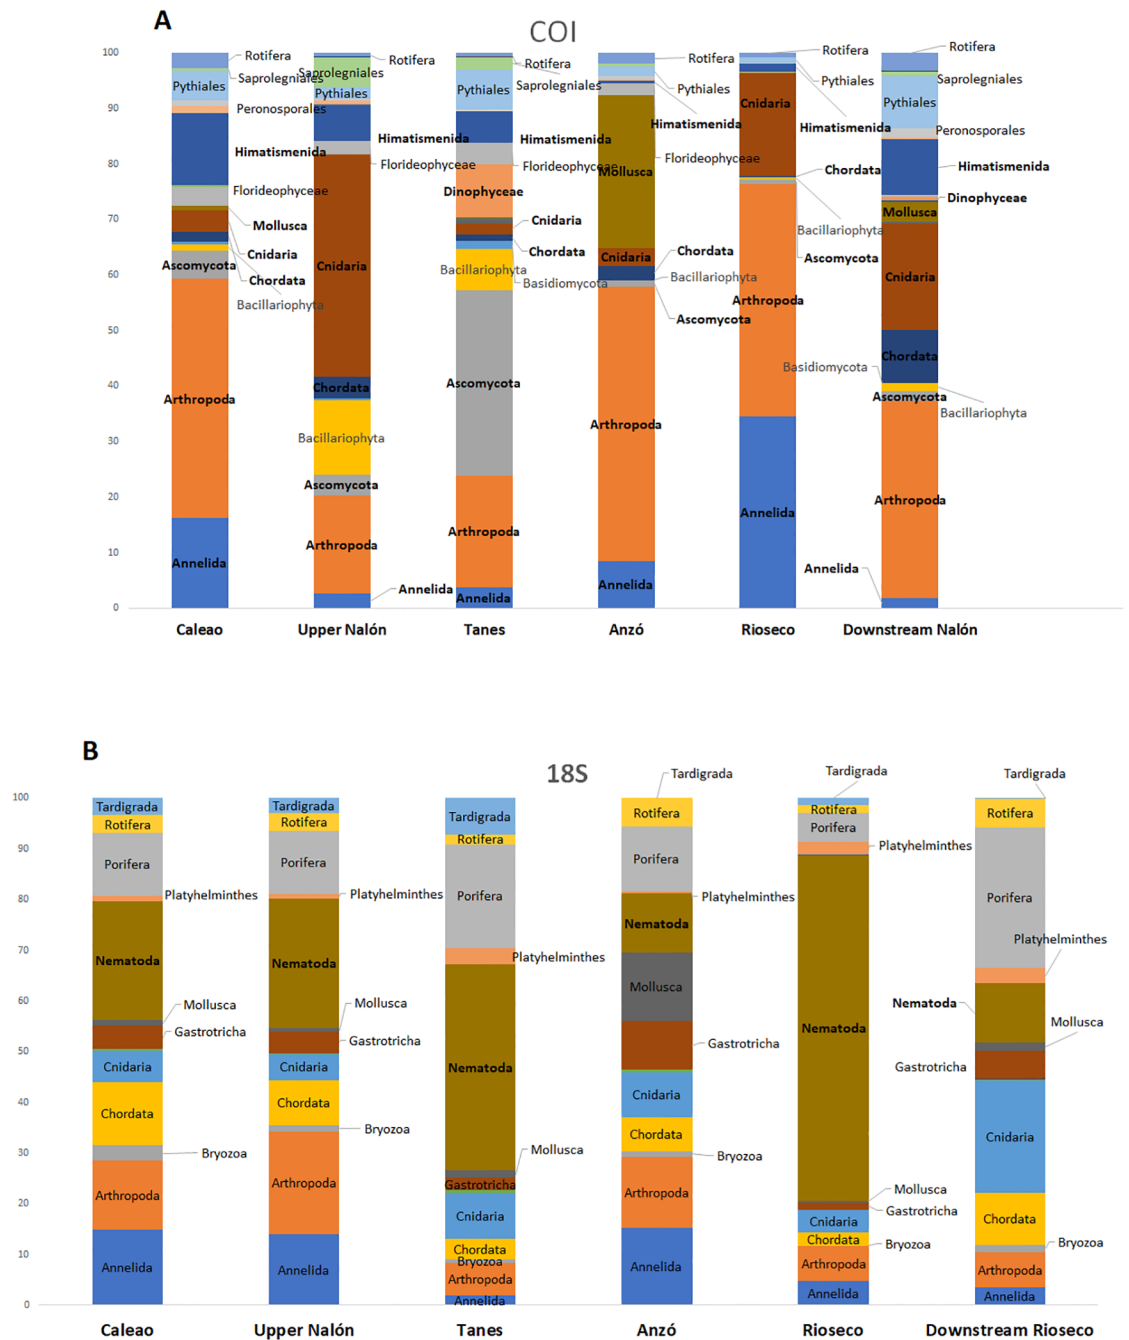 A
COI
100
90
80
70
60
50
40
30
20
10
0
Rotifera
Saprolegniales
Pythiales
Peronosporales
Himatismenida
Florideophyceae
Mollusca
Cnidaria
Chordata
Ascomycota
Bacillariophyta
Arthropoda
Annelida
Caleao
Rotifera
Saprolegniales
Pythiales
Himatismenida
Florideophyceae
Cnidaria
Chordata
Bacillariophyta
Ascomycota
Arthropoda
Annelida
Upper Nalón
Rotifera
Saprolegniales
Pythiales
Himatismenida
Florideophyceae
Dinophyceae
Cnidaria
Chordata
Bacillariophyta
Basidiomycota
Ascomycota
Arthropoda
Annelida
Tanes
Rotifera
Pythiales
Himatismenida
Florideophyceae
Mollusca
Cnidaria
Chordata
Bacillariophyta
Ascomycota
Arthropoda
Annelida
Anzó
Rotifera
Pythiales
Cnidaria
Himatismenida
Chordata
Bacillariophyta
Ascomycota
Arthropoda
Annelida
Rioseco
Rotifera
Saprolegniales
Pythiales
Peronosporales
Himatismenida
Dinophyceae
Mollusca
Cnidaria
Chordata
Basidiomycota
Ascomycota
Bacillariophyta
Arthropoda
Annelida
Downstream Nalón
B
18S
100
90
80
70
60
50
40
30
20
10
0
Tardigrada
Rotifera
Porifera
Platyhelminthes
Nematoda
Mollusca
Gastrotricha
Cnidaria
Chordata
Bryozoa
Arthropoda
Annelida
Caleao
Tardigrada
Rotifera
Porifera
Platyhelminthes
Nematoda
Mollusca
Gastrotricha
Cnidaria
Chordata
Bryozoa
Arthropoda
Annelida
Upper Nalón
Tardigrada
Rotifera
Porifera
Platyhelminthes
Nematoda
Mollusca
Gastrotricha
Cnidaria
Chordata
Bryozoa
Arthropoda
Annelida
Tanes
Tardigrada
Rotifera
Porifera
Platyhelminthes
Nematoda
Mollusca
Gastrotricha
Cnidaria
Chordata
Bryozoa
Arthropoda
Annelida
Anzó
Tardigrada
Rotifera
Porifera
Platyhelminthes
Nematoda
Mollusca
Gastrotricha
Cnidaria
Chordata
Bryozoa
Arthropoda
Annelida
Rioseco
Tardigrada
Rotifera
Porifera
Platyhelminthes
Nematoda
Mollusca
Gastrotricha
Cnidaria
Chordata
Bryozoa
Arthropoda
Annelida
Downstream Rioseco